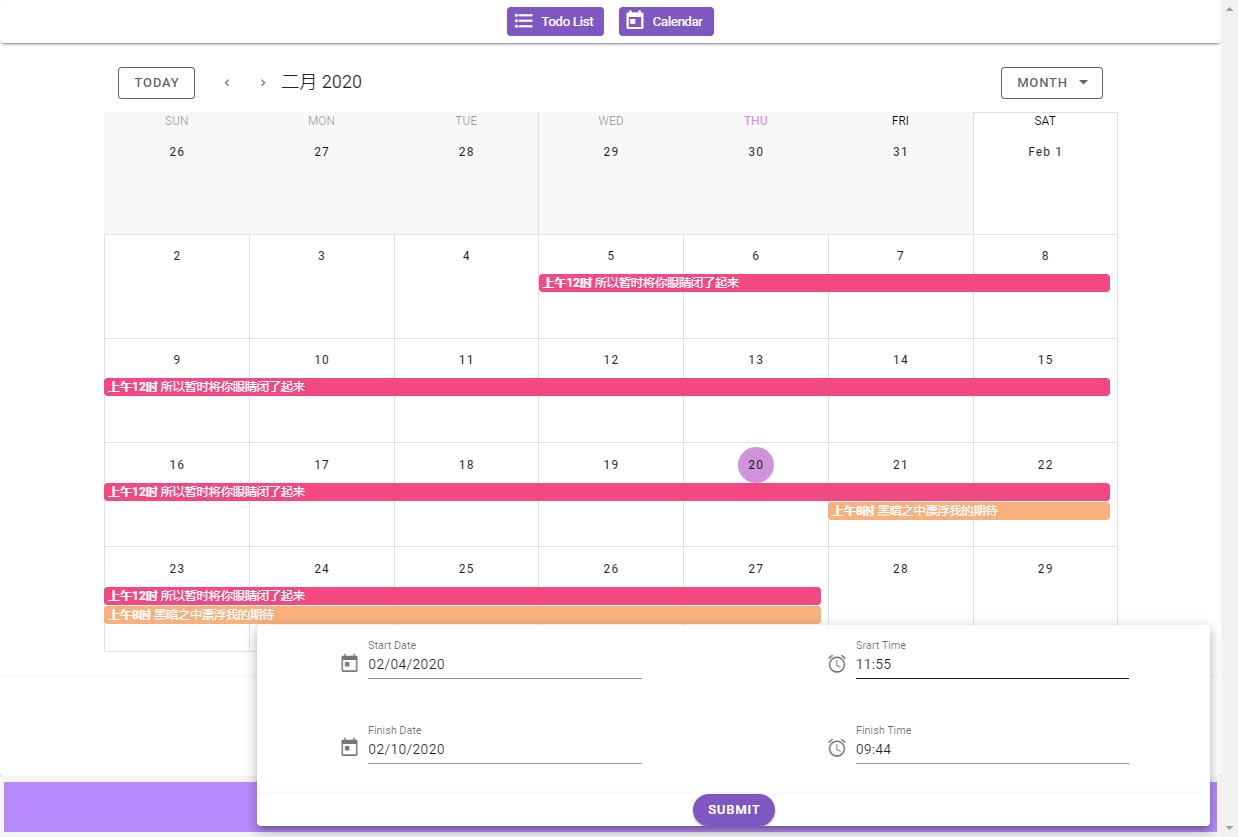 Todo List Calendar
TODAY ‹ › 二月 2020 MONTH
SUN MON TUE WED THU FRI SAT
26 27 28 29 30 31 Feb 1
2 3 4 5 6 7 8
上午12时 所以暂时将你眼睛闭了起来
9 10 11 12 13 14 15
上午12时 所以暂时将你眼睛闭了起来
16 17 18 19 20 21 22
上午12时 所以暂时将你眼睛闭了起来
上午8时 黑暗之中漂浮我的期待
23 24 25 26 27 28 29
上午12时 所以暂时将你眼睛闭了起来
上午8时 黑暗之中漂浮我的期待
Start Date Srart Time
02/04/2020 11:55
Finish Date Finish Time
02/10/2020 09:44
SUBMIT